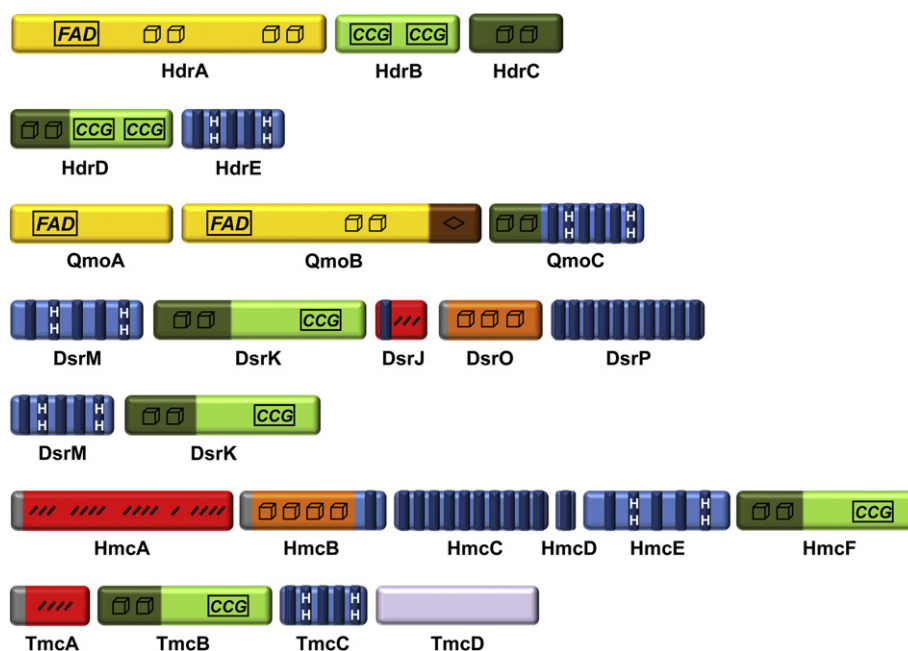 FAD CCG CCG
HdrA HdrB HdrC
CCG CCG H H H H
HdrD HdrE
FAD FAD H H H H
QmoA QmoB QmoC
H H H H CCG
DsrM DsrK DsrJ DsrO DsrP
H H H H CCG
DsrM DsrK
H H H H CCG
HmcA HmcB HmcC HmcD HmcE HmcF
CCG H H H H
TmcA TmcB TmcC TmcD